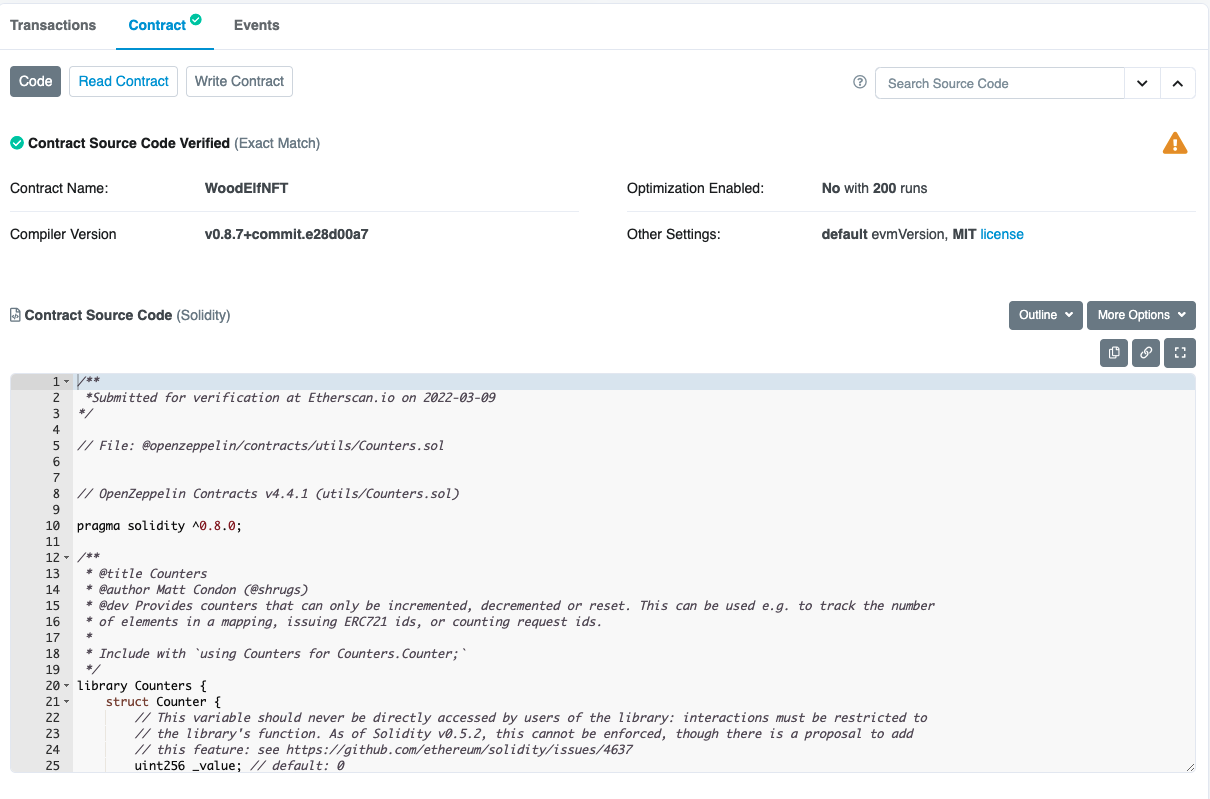 Transactions Contract Events
Code Read Contract Write Contract Search Source Code
Contract Source Code Verified (Exact Match)
Contract Name: WoodElfNFT Optimization Enabled: No with 200 runs
Compiler Version v0.8.7+commit.e28d00a7 Other Settings: default evmVersion, MIT license
Contract Source Code (Solidity) Outline More Options
1 /**
2  *Submitted for verification at Etherscan.io on 2022-03-09
3 */
4
5 // File: @openzeppelin/contracts/utils/Counters.sol
6
7
8 // OpenZeppelin Contracts v4.4.1 (utils/Counters.sol)
9
10 pragma solidity ^0.8.0;
11
12 /**
13  * @title Counters
14  * @author Matt Condon (@shrugs)
15  * @dev Provides counters that can only be incremented, decremented or reset. This can be used e.g. to track the number
16  * of elements in a mapping, issuing ERC721 ids, or counting request ids.
17  *
18  * Include with `using Counters for Counters.Counter;`
19  */
20 library Counters {
21     struct Counter {
22         // This variable should never be directly accessed by users of the library: interactions must be restricted to
23         // the library's function. As of Solidity v0.5.2, this cannot be enforced, though there is a proposal to add
24         // this feature: see https://github.com/ethereum/solidity/issues/4637
25         uint256 _value; // default: 0